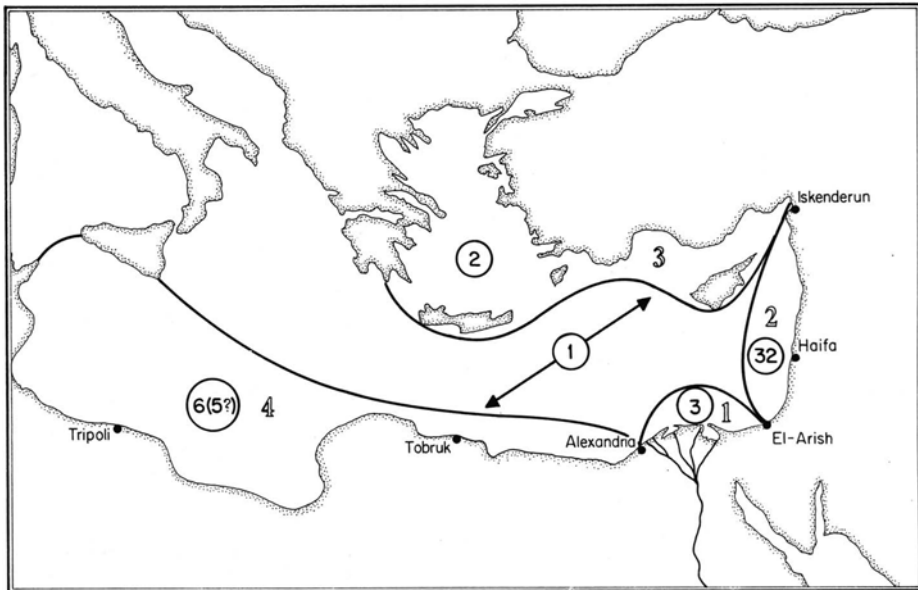 Iskenderun
2
3
1
2
32
Haifa
6(5?)
4
3
1
Tripoli
Tobruk
Alexandria
El-Arish